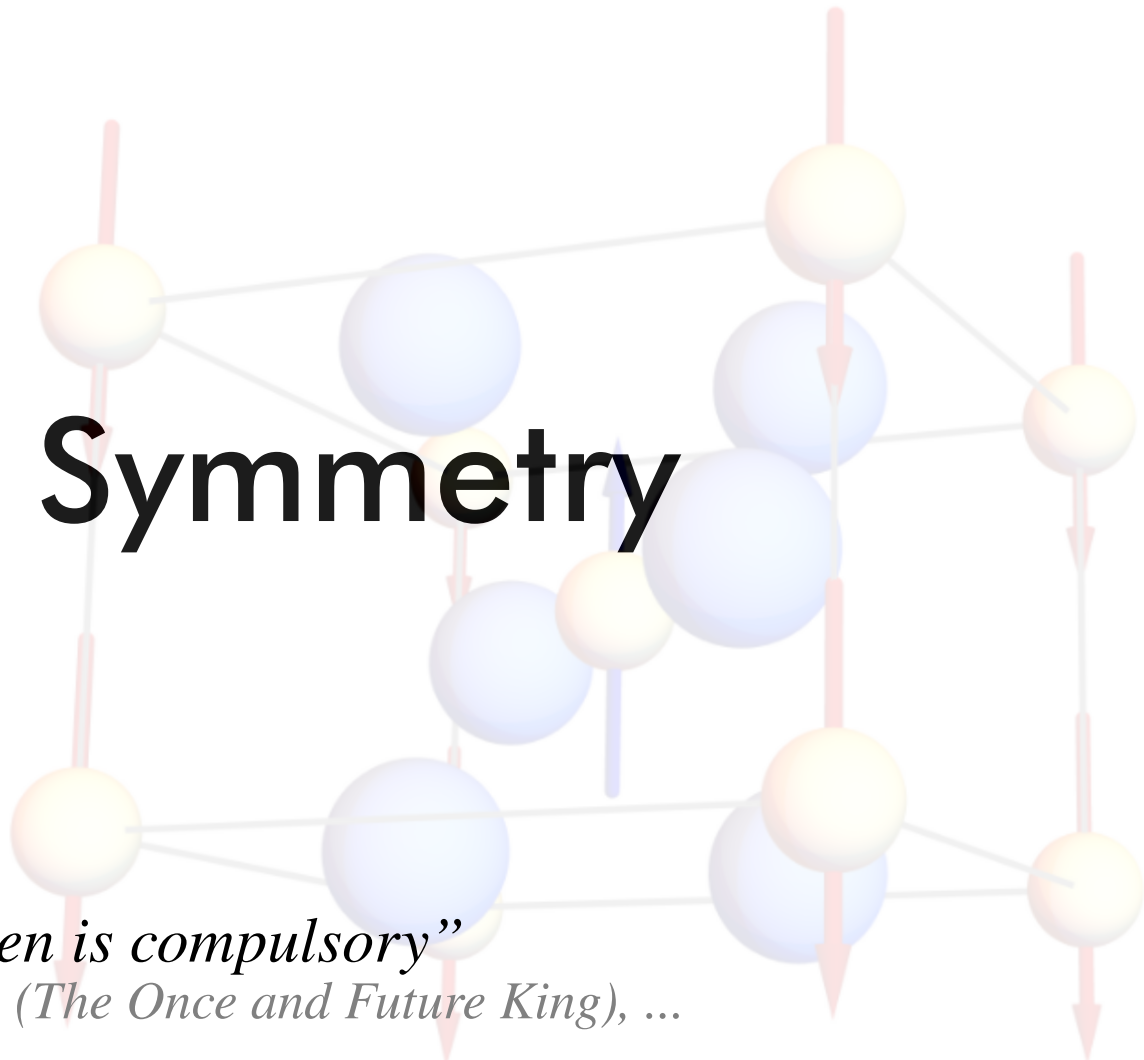 Symmetry
en is compulsory”
(The Once and Future King), ...